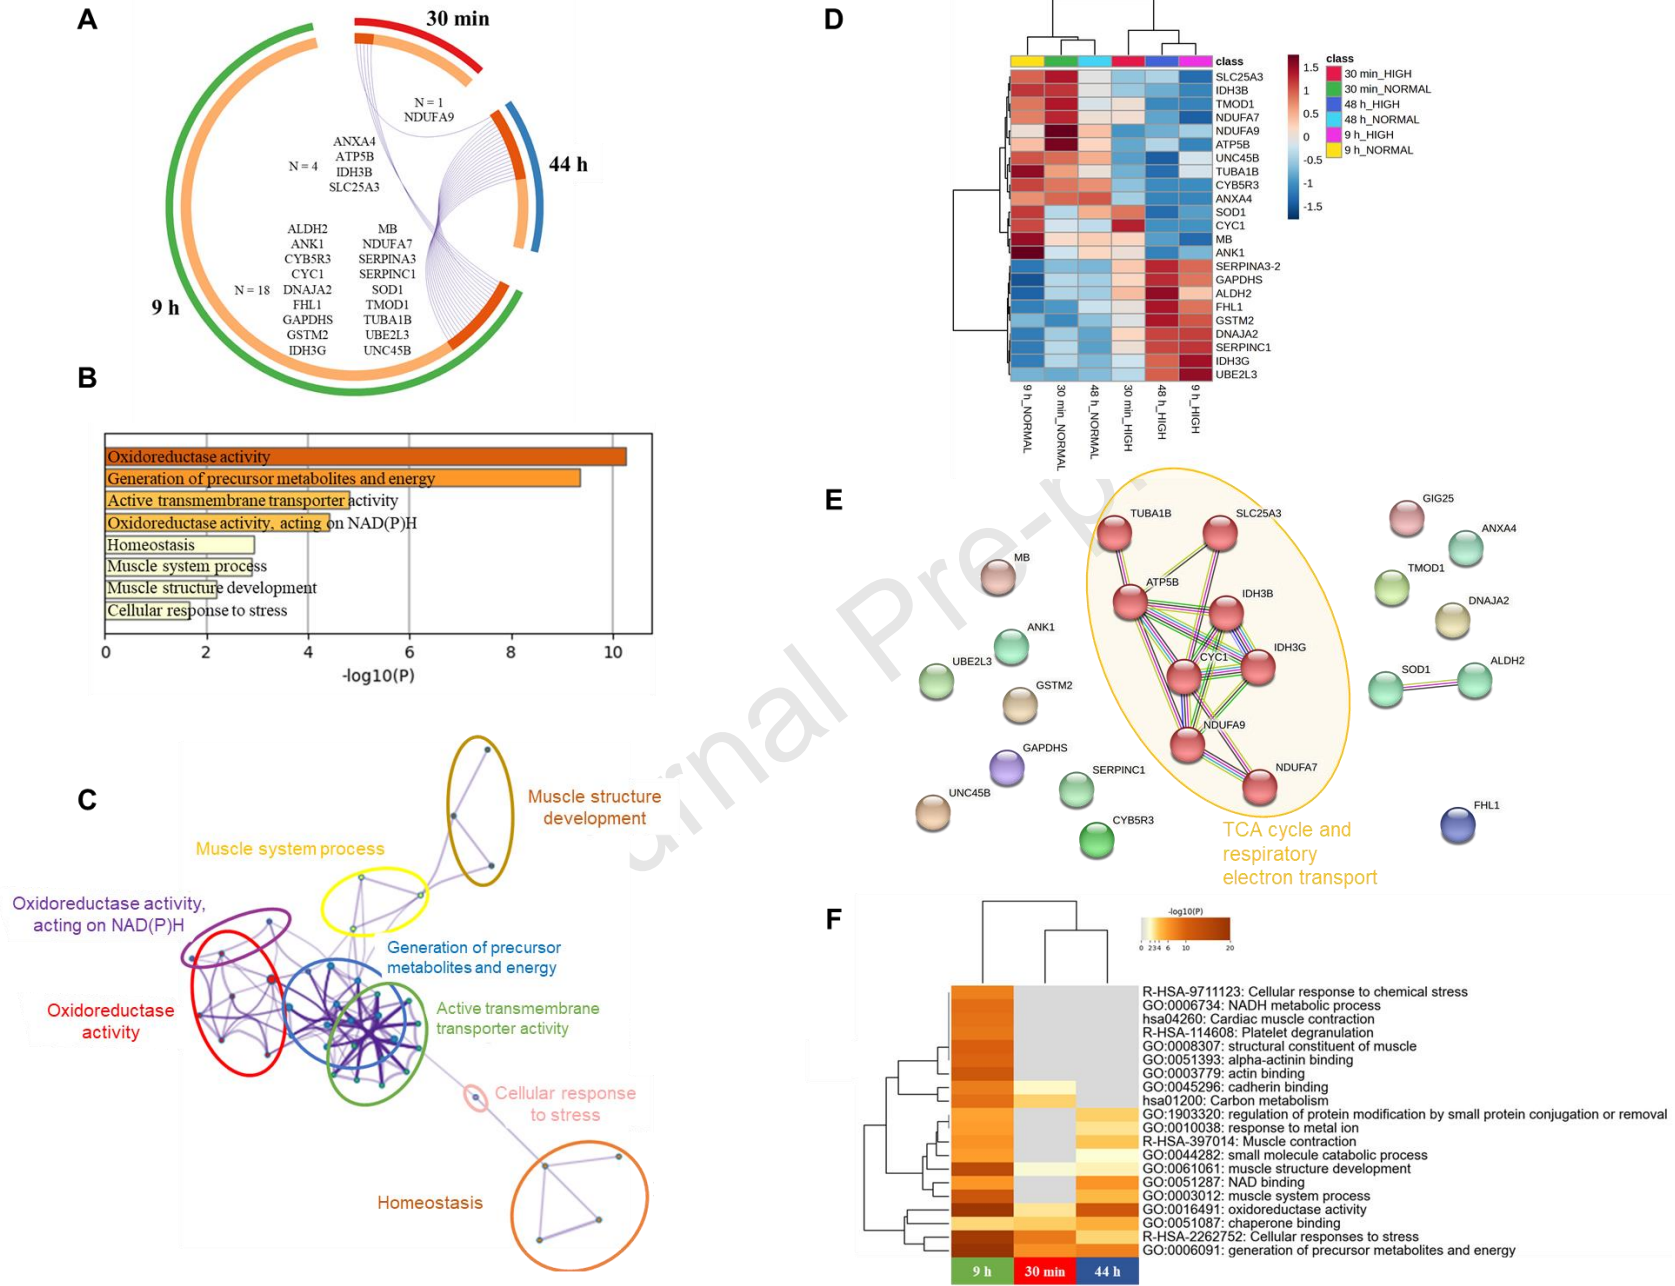 A
30 min
N = 1
NDUFA9
44 h
ANXA4
ATP5B
IDH3B
SLC25A3
N = 4
ALDH2 MB
ANK1 NDUFA7
CYB5R3 SERPINA3
CYC1 SERPINC1
N = 18 DNAJA2 SOD1
FHL1 TMOD1
GAPDHS TUBA1B
GSTM2 UBE2L3
IDH3G UNC45B
9 h
B
Oxidoreductase activity
Generation of precursor metabolites and energy
Active transmembrane transporter activity
Oxidoreductase activity, acting on NAD(P)H
Homeostasis
Muscle system process
Muscle structure development
Cellular response to stress
0 2 4 6 8 10
-log10(P)
C
Muscle structure
development
Muscle system process
Oxidoreductase activity,
acting on NAD(P)H
Generation of precursor
metabolites and energy
Oxidoreductase
activity
Active transmembrane
transporter activity
Cellular response
to stress
Homeostasis
D
class
SLC25A3
IDH3B
TMOD1
NDUFA7
NDUFA9
ATP5B
UNC45B
TUBA1B
CYB5R3
ANXA4
SOD1
CYC1
MB
ANK1
SERPINA3-2
GAPDHS
ALDH2
FHL1
GSTM2
DNAJA2
SERPINC1
IDH3G
UBE2L3
9 h_NORMAL
30 min_NORMAL
48 h_NORMAL
30 min_HIGH
48 h_HIGH
9 h_HIGH
1.5
1
0.5
0
-0.5
-1
-1.5
class
30 min_HIGH
30 min_NORMAL
48 h_HIGH
48 h_NORMAL
9 h_HIGH
9 h_NORMAL
E
TUBA1B
SLC25A3
GIG25
ANXA4
MB
ATP5B
IDH3B
TMOD1
DNAJA2
ANK1
UBE2L3
CYC1
IDH3G
SOD1
ALDH2
GSTM2
NDUFA9
GAPDHS
SERPINC1
NDUFA7
UNC45B
CYB5R3
FHL1
TCA cycle and
respiratory
electron transport
rnal Pre-p
F
-log10(P)
0 2 3 4 6 10 20
R-HSA-9711123: Cellular response to chemical stress
GO:0006734: NADH metabolic process
hsa04260: Cardiac muscle contraction
R-HSA-114608: Platelet degranulation
GO:0008307: structural constituent of muscle
GO:0051393: alpha-actinin binding
GO:0003779: actin binding
GO:0045296: cadherin binding
hsa01200: Carbon metabolism
GO:1903320: regulation of protein modification by small protein conjugation or removal
GO:0010038: response to metal ion
R-HSA-397014: Muscle contraction
GO:0044282: small molecule catabolic process
GO:0061061: muscle structure development
GO:0051287: NAD binding
GO:0003012: muscle system process
GO:0016491: oxidoreductase activity
GO:0051087: chaperone binding
R-HSA-2262752: Cellular responses to stress
GO:0006091: generation of precursor metabolites and energy
9 h 30 min 44 h